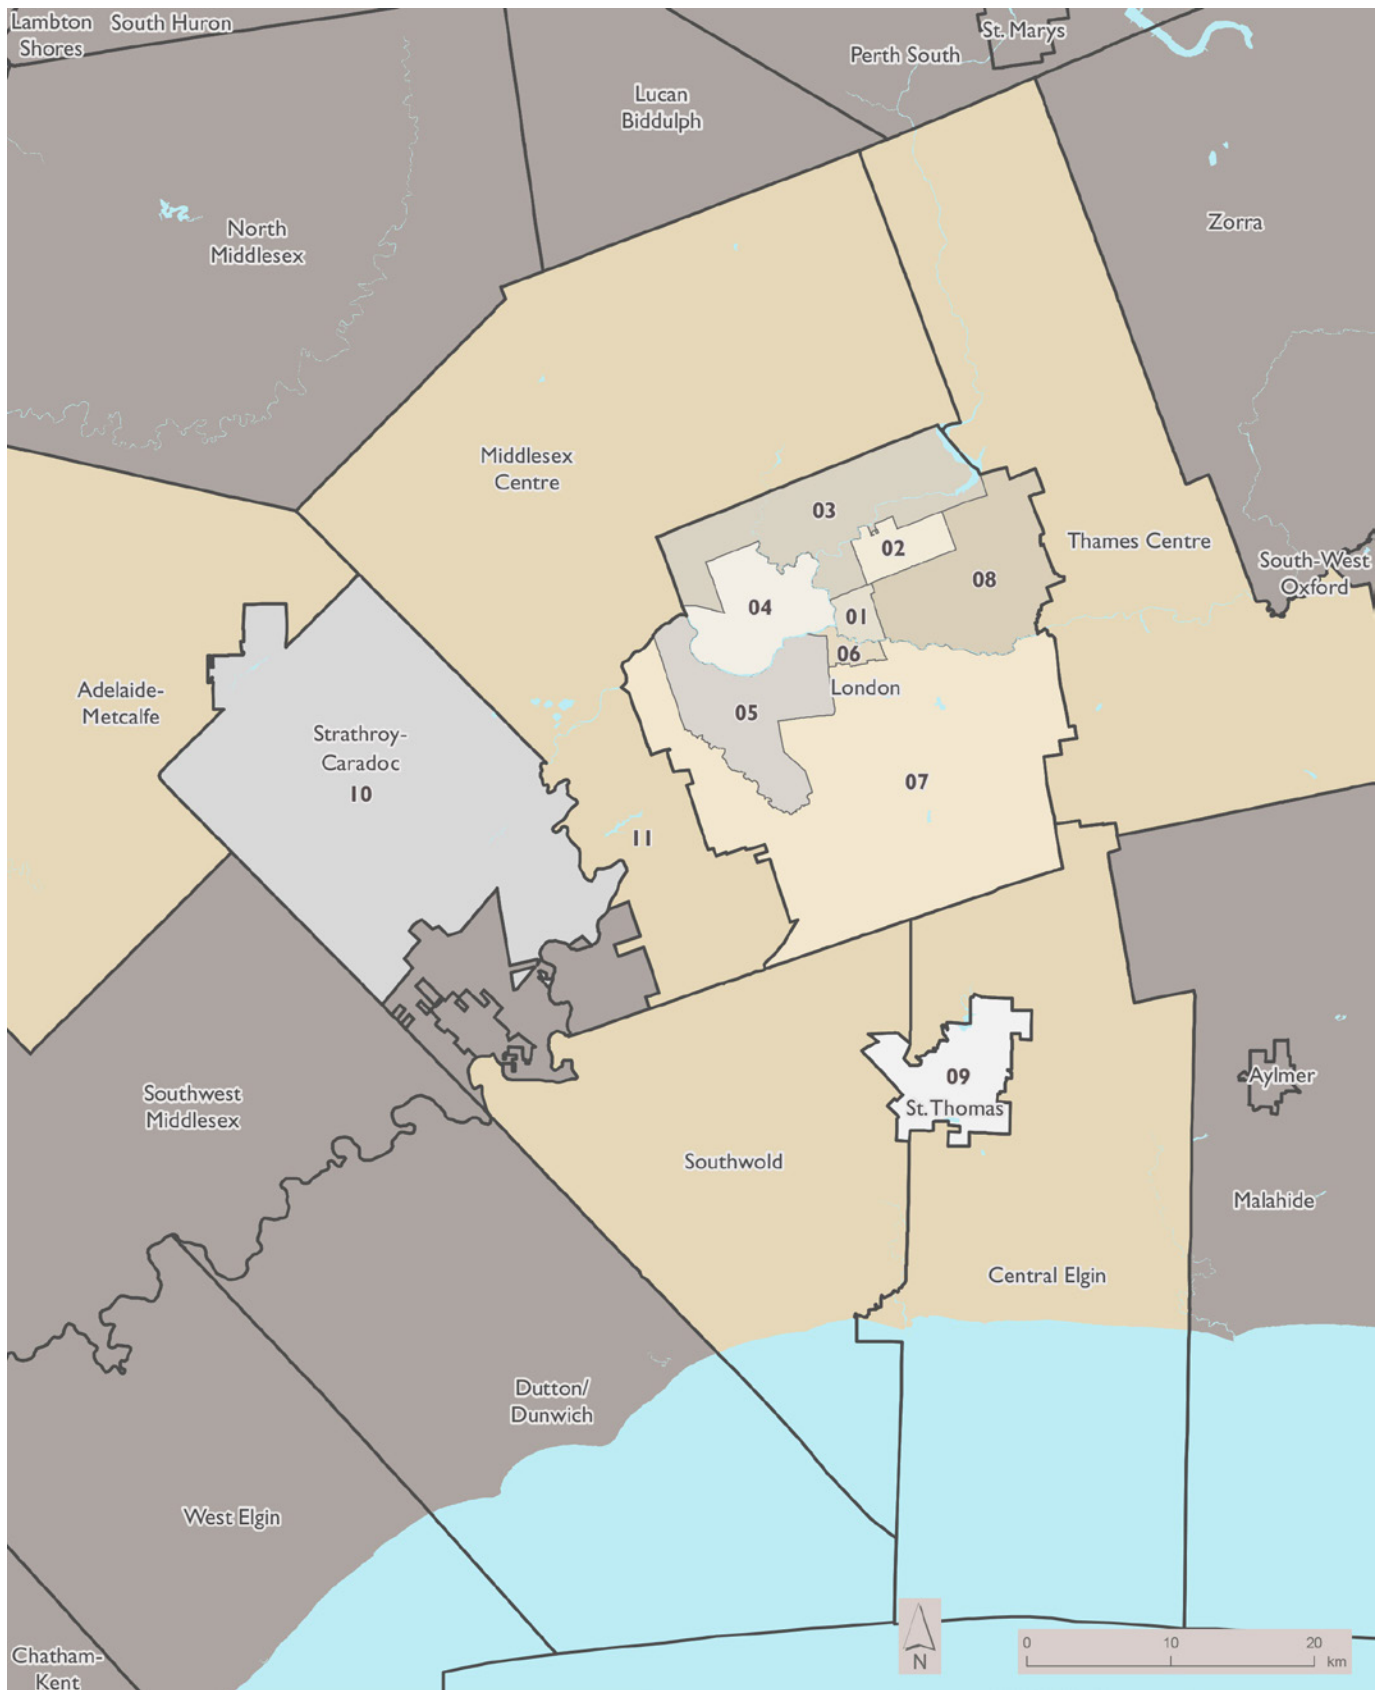 Lambton
Shores
South Huron
St. Marys
Perth South
Lucan
Biddulph
North
Middlesex
Zorra
Middlesex
Centre
03
02
Thames Centre
08
South-West
Oxford
04
01
06
London
Adelaide-
Metcalfe
05
Strathroy-
Caradoc
10
07
11
09
St. Thomas
Aylmer
Southwest
Middlesex
Southwold
Malahide
Central Elgin
Dutton/
Dunwich
West Elgin
Chatham-
Kent
N
0 10 20
km